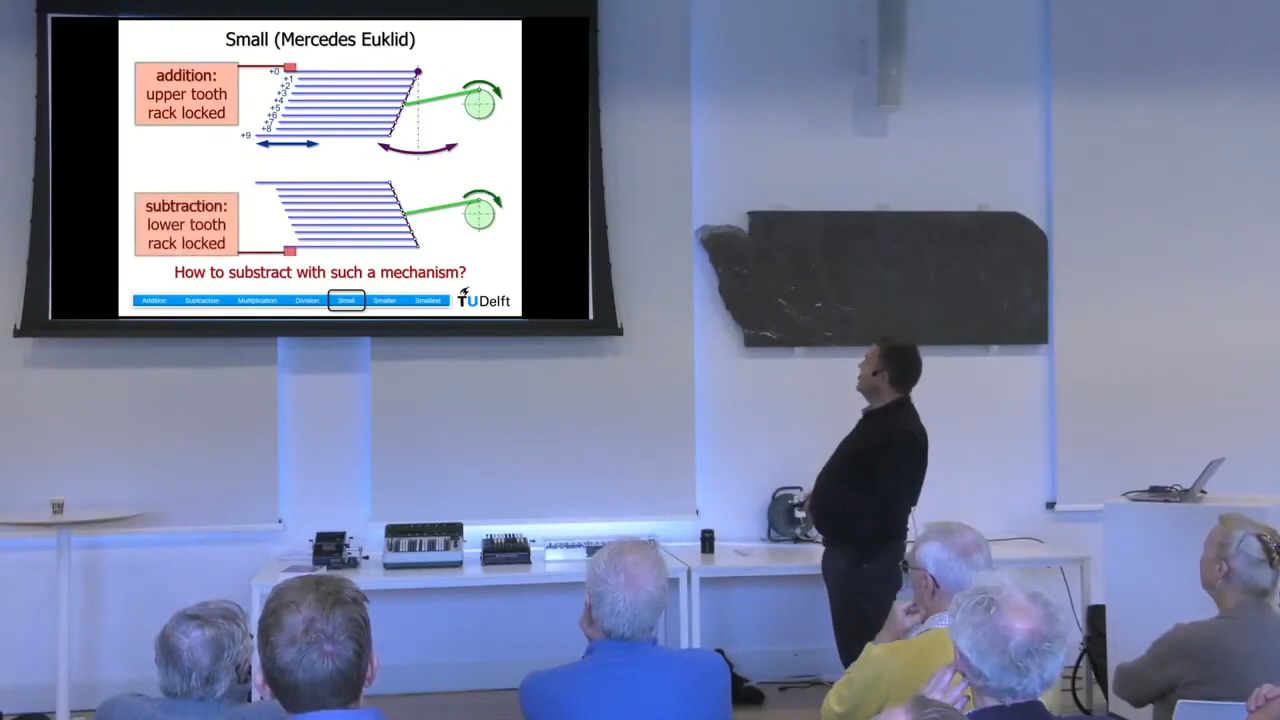 Small (Mercedes Euklid)
addition:
upper tooth
rack locked
+0
+1
+2
+3
+4
+5
+6
+7
+8
+9
subtraction:
lower tooth
rack locked
How to substract with such a mechanism?
Addition Subtraction Multiplication Division Small Smaller Smallest
TUDelft